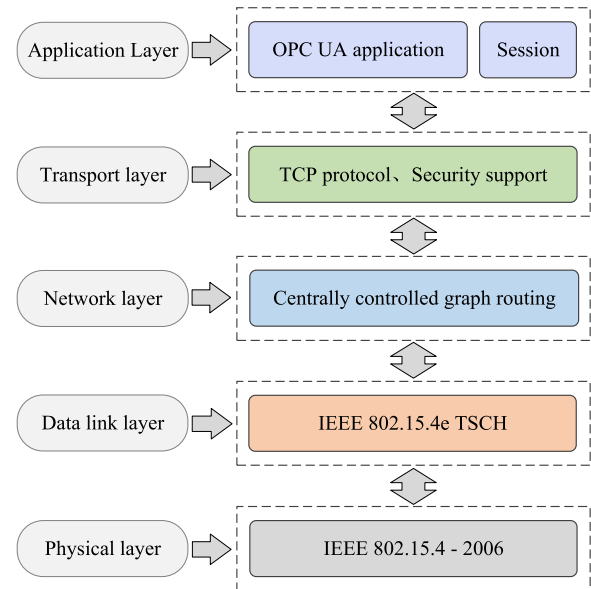 Application Layer
OPC UA application
Session
Transport layer
TCP protocol、Security support
Network layer
Centrally controlled graph routing
Data link layer
IEEE 802.15.4e TSCH
Physical layer
IEEE 802.15.4 - 2006